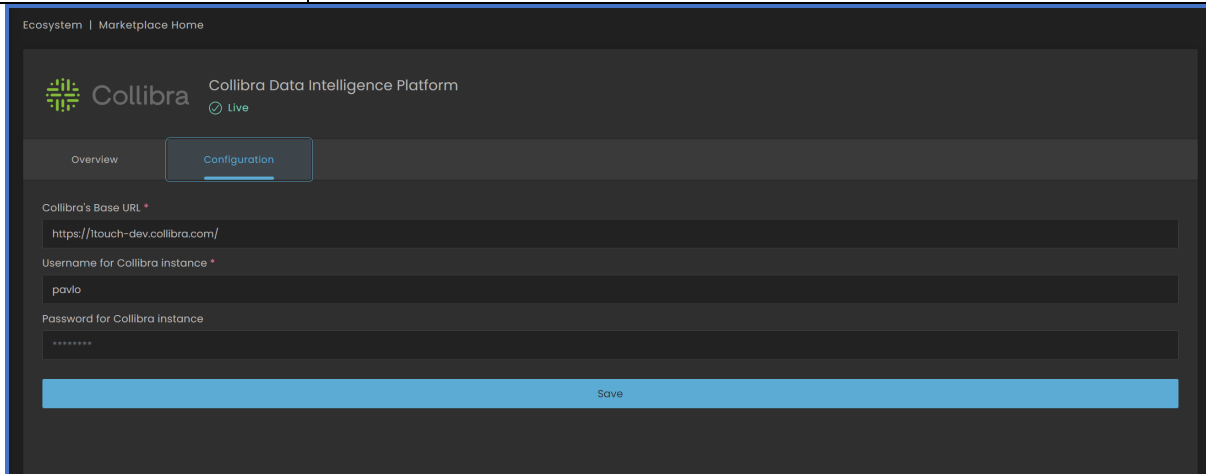 Ecosystem | Marketplace Home
Collibra
Collibra Data Intelligence Platform
Live
Overview
Configuration
Collibra's Base URL *
https://1touch-dev.collibra.com/
Username for Collibra instance *
pavlo
Password for Collibra instance
********
Save